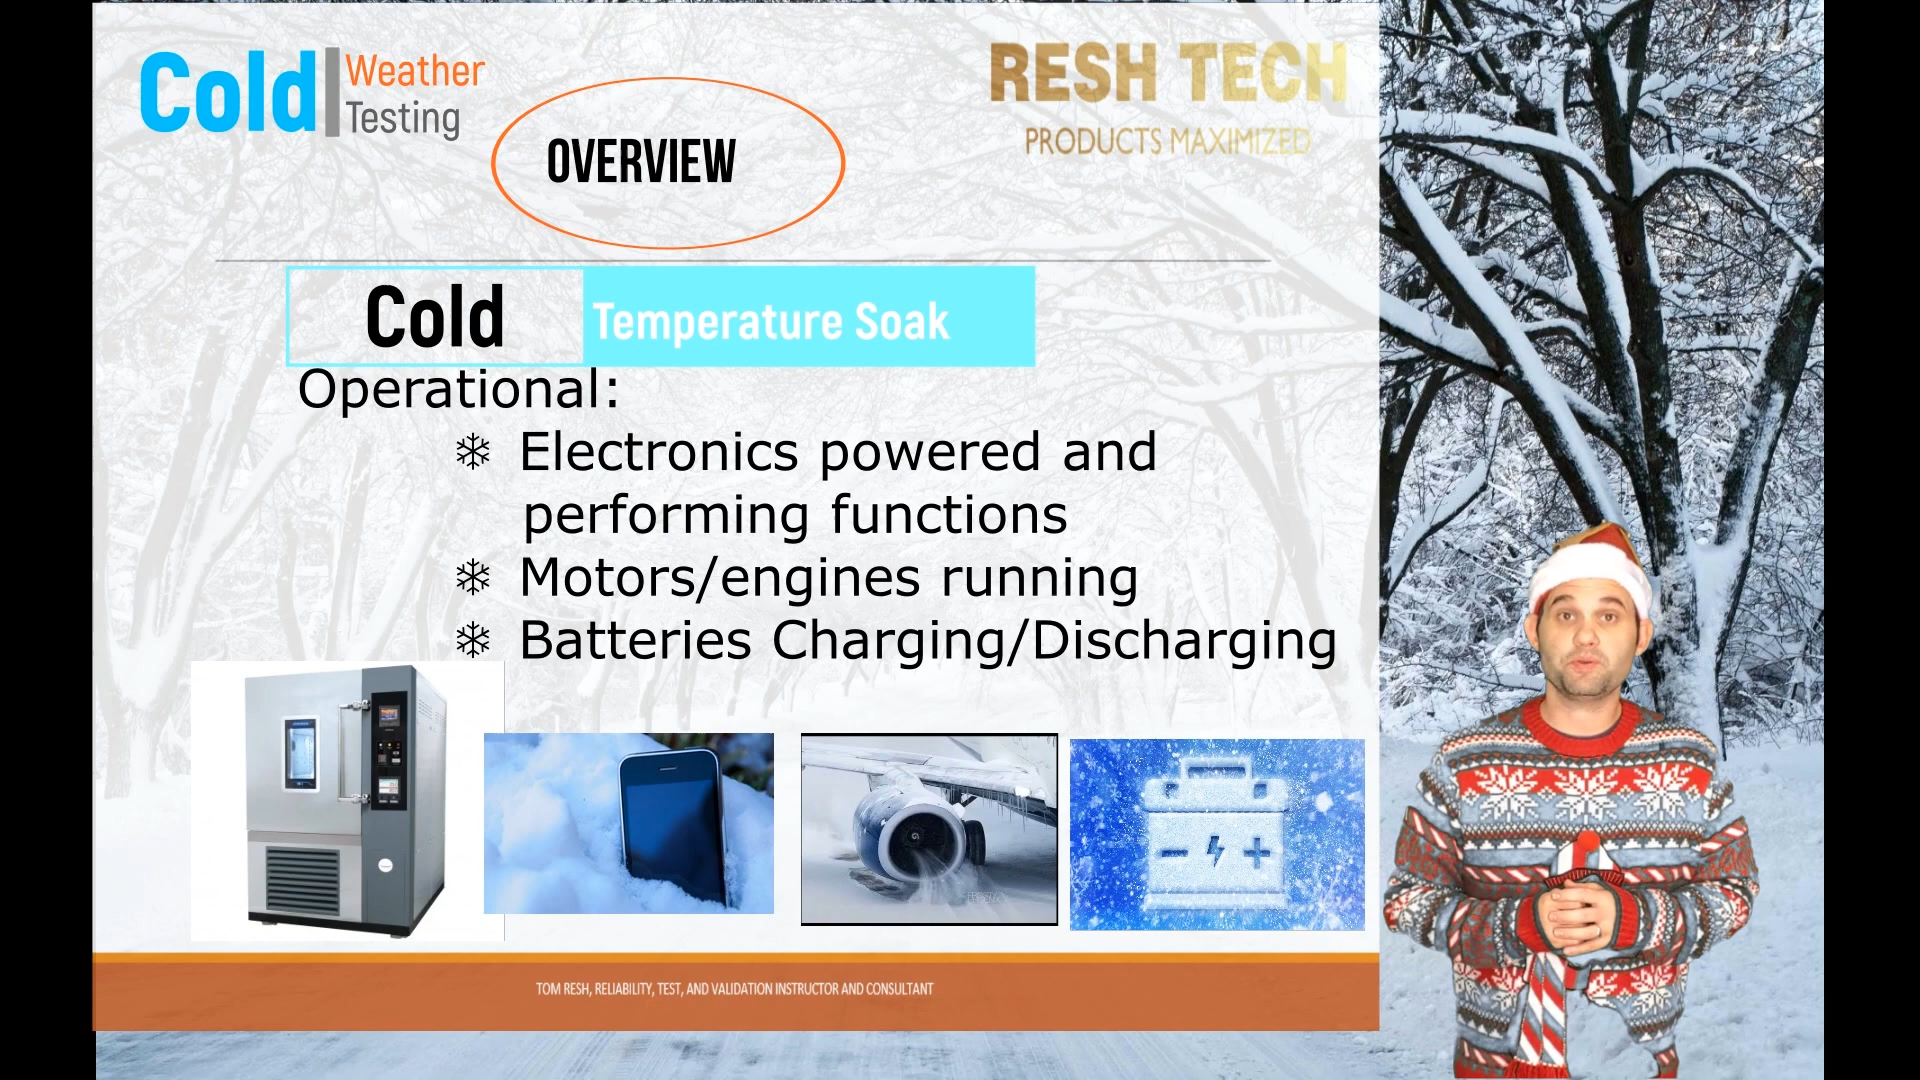 Cold Weather
Testing
RESH TECH
PRODUCTS MAXIMIZED
OVERVIEW
Cold Temperature Soak
Operational:
Electronics powered and
performing functions
Motors/engines running
Batteries Charging/Discharging
TOM RESH, RELIABILITY, TEST, AND VALIDATION INSTRUCTOR AND CONSULTANT